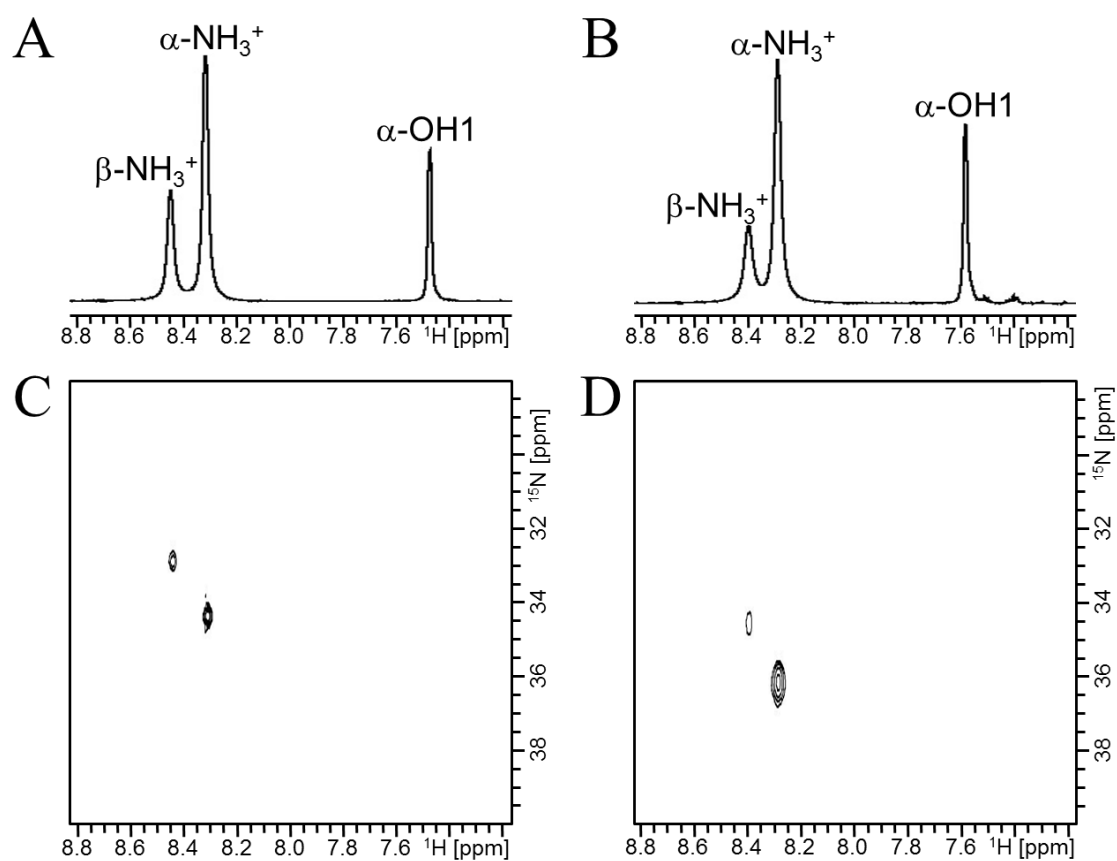 A
α-NH₃⁺
β-NH₃⁺
α-OH1
8.8 8.6 8.4 8.2 8.0 7.8 7.6 ¹H [ppm]
B
α-NH₃⁺
β-NH₃⁺
α-OH1
8.8 8.6 8.4 8.2 8.0 7.8 7.6 ¹H [ppm]
C
¹⁵N [ppm]
32
34
36
38
8.8 8.6 8.4 8.2 8.0 7.8 7.6 ¹H [ppm]
D
¹⁵N [ppm]
32
34
36
38
8.8 8.6 8.4 8.2 8.0 7.8 7.6 ¹H [ppm]